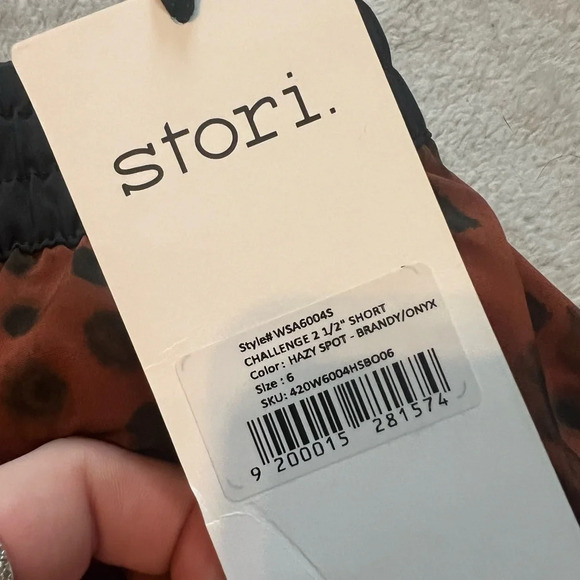 stori.
Style# WSA6004S
CHALLENGE 2 1/2" SHORT
Color: HAZY SPOT - BRANDY/ONYX
Size : 6
SKU: 420W6004HSBO06
9 200015 281574